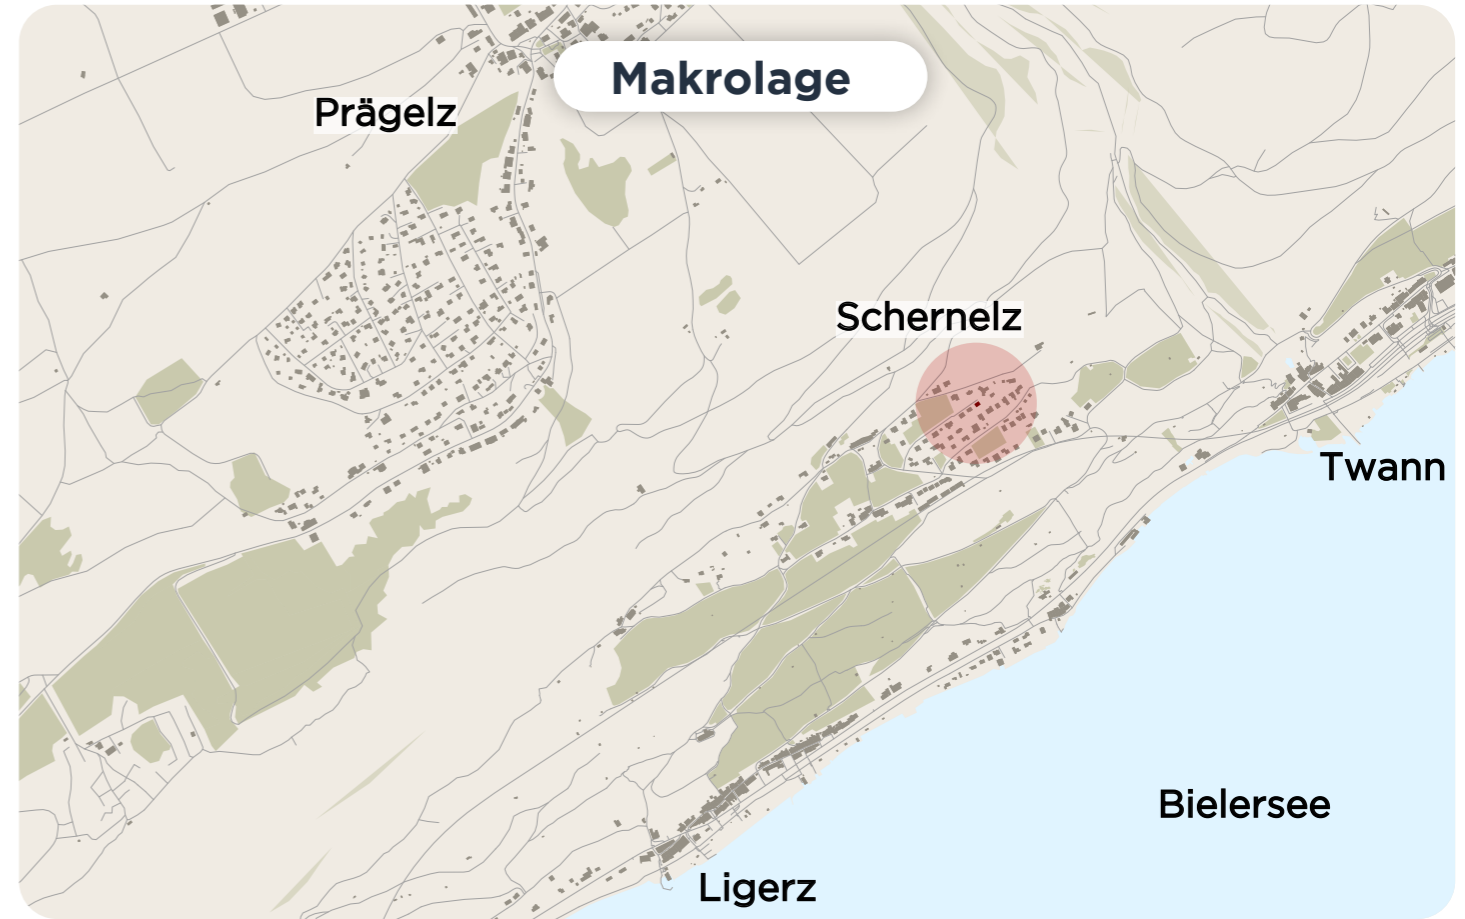 Makrolage
Prägelz
Schernelz
Twann
Bielersee
Ligerz